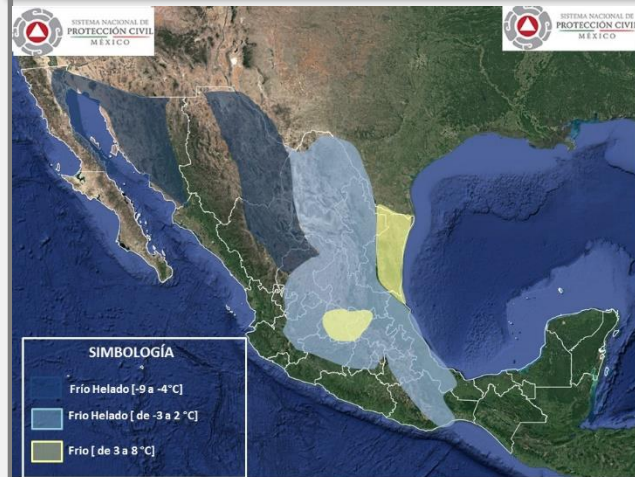 SISTEMA NACIONAL DE
PROTECCIÓN CIVIL
MÉXICO
SISTEMA NACIONAL DE
PROTECCIÓN CIVIL
MÉXICO
SIMBOLOGÍA
Frío Helado [-9 a -4°C]
Frío Helado [ de -3 a 2 °C]
Frio [ de 3 a 8 °C]